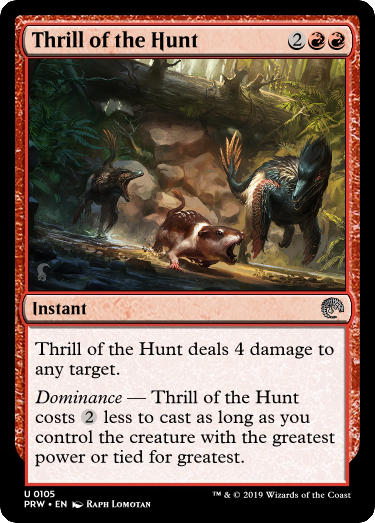 Thrill of the Hunt 2
Instant
Thrill of the Hunt deals 4 damage to
any target.
Dominance — Thrill of the Hunt
costs 2 less to cast as long as you
control the creature with the greatest
power or tied for greatest.
U 0105
PRW • EN Raph Lomotan
™ & © 2019 Wizards of the Coast